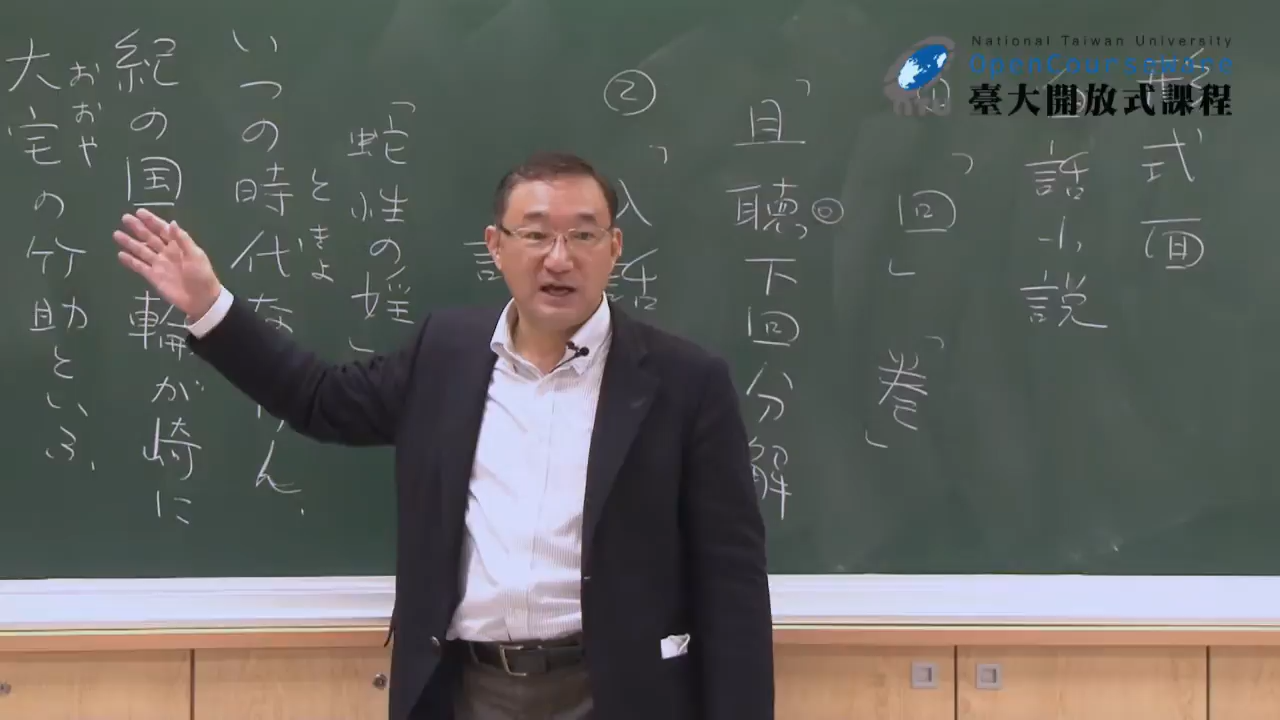 National Taiwan University
OpenCourseware
臺大開放式課程
形式面
話小説
「回」「巻」
「且聴下回分解
②
「入話
「蛇性の婬」
いつの時代なりけん、
ときよ
紀の国 輪が崎に
大宅の竹助といふ、
おおや